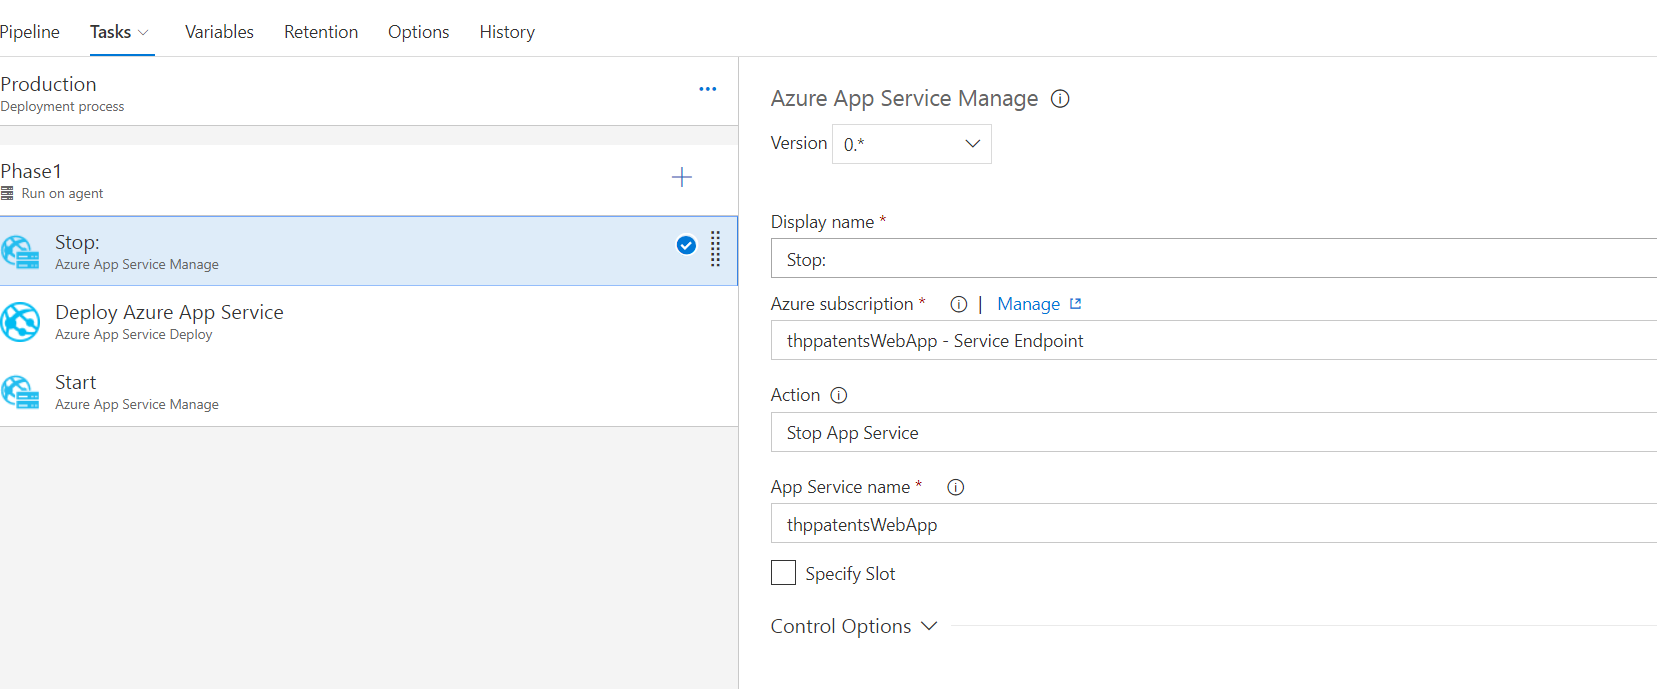 Pipeline Tasks Variables Retention Options History
Production
Deployment process
Phase1
Run on agent
Stop:
Azure App Service Manage
Deploy Azure App Service
Azure App Service Deploy
Start
Azure App Service Manage
Azure App Service Manage
Version 0.*
Display name *
Stop:
Azure subscription * | Manage
thppatentsWebApp - Service Endpoint
Action
Stop App Service
App Service name *
thppatentsWebApp
Specify Slot
Control Options